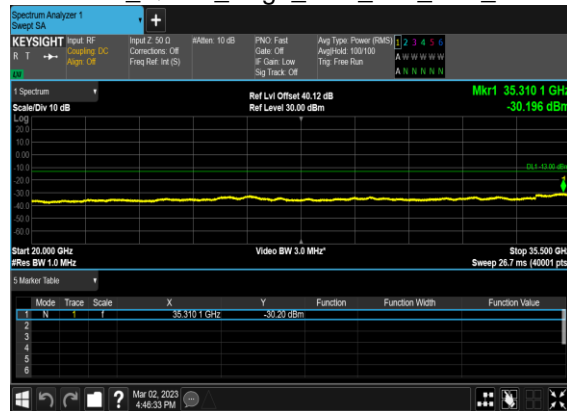 Spectrum Analyzer 1
Swept SA
+
KEYSIGHT Input: RF Input Z: 50 Ω #Atten: 10 dB PNO: Fast Avg Type: Power (RMS) 1 2 3 4 5 6
R T Coupling: DC Corrections: Off Gate: Off Avg|Hold: 100/100 A W W W W W
Align: Off Freq Ref: Int (S) IF Gain: Low Trig: Free Run
LW Sig Track: Off A N N N N N
1 Spectrum Ref Lvl Offset 40.12 dB Mkr1 35.310 1 GHz
Scale/Div 10 dB Ref Level 30.00 dBm -30.196 dBm
Log
20.0
10.0
0.00
-10.0 DL1 -13.00 dBm
-20.0 1
-30.0
-40.0
-50.0
-60.0
Start 20.000 GHz Video BW 3.0 MHz* Stop 35.500 GHz
#Res BW 1.0 MHz Sweep 26.7 ms (40001 pts)
5 Marker Table
Mode Trace Scale X Y Function Function Width Function Value
1 N 1 f 35.310 1 GHz -30.20 dBm
2
3
4
5
6
? Mar 02, 2023
4:46:33 PM